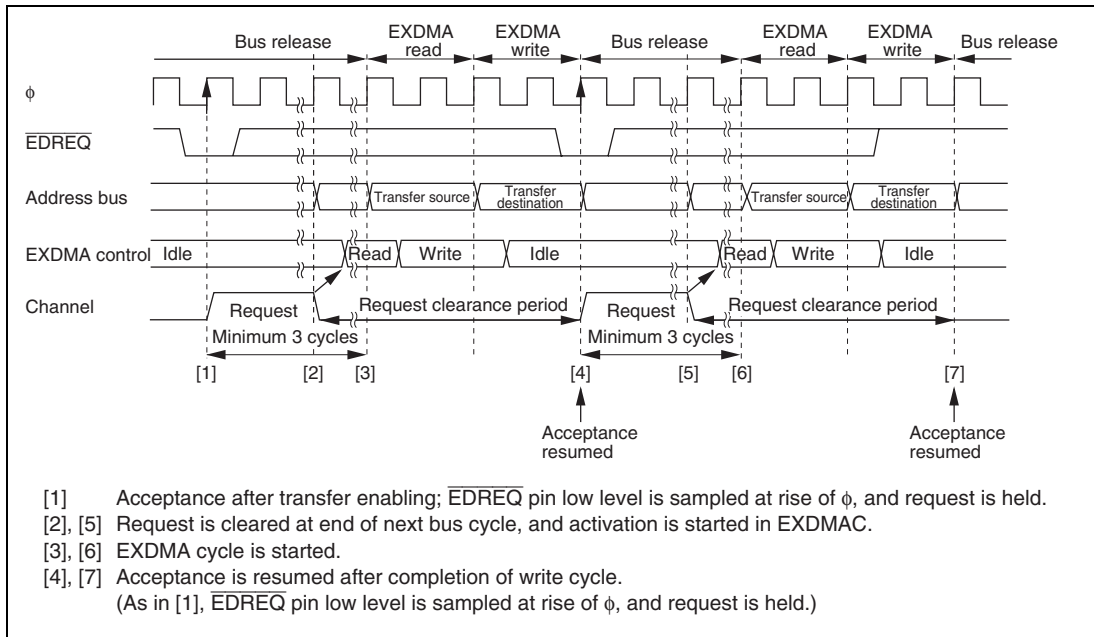 Bus release EXDMA read EXDMA write Bus release EXDMA read EXDMA write Bus release
φ
EDREQ
Address bus Transfer source Transfer destination Transfer source Transfer destination
EXDMA control Idle Read Write Idle Read Write Idle
Channel Request Request clearance period Request Request clearance period
Minimum 3 cycles Minimum 3 cycles
[1] [2] [3] [4] [5] [6] [7]
Acceptance resumed Acceptance resumed
[1] Acceptance after transfer enabling; EDREQ pin low level is sampled at rise of φ, and request is held.
[2], [5] Request is cleared at end of next bus cycle, and activation is started in EXDMAC.
[3], [6] EXDMA cycle is started.
[4], [7] Acceptance is resumed after completion of write cycle.
(As in [1], EDREQ pin low level is sampled at rise of φ, and request is held.)